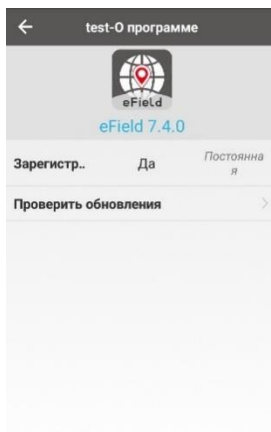 test-О программе
eField
eField 7.4.0
Зарегистр..
Да
Постоянна
я
Проверить обновления